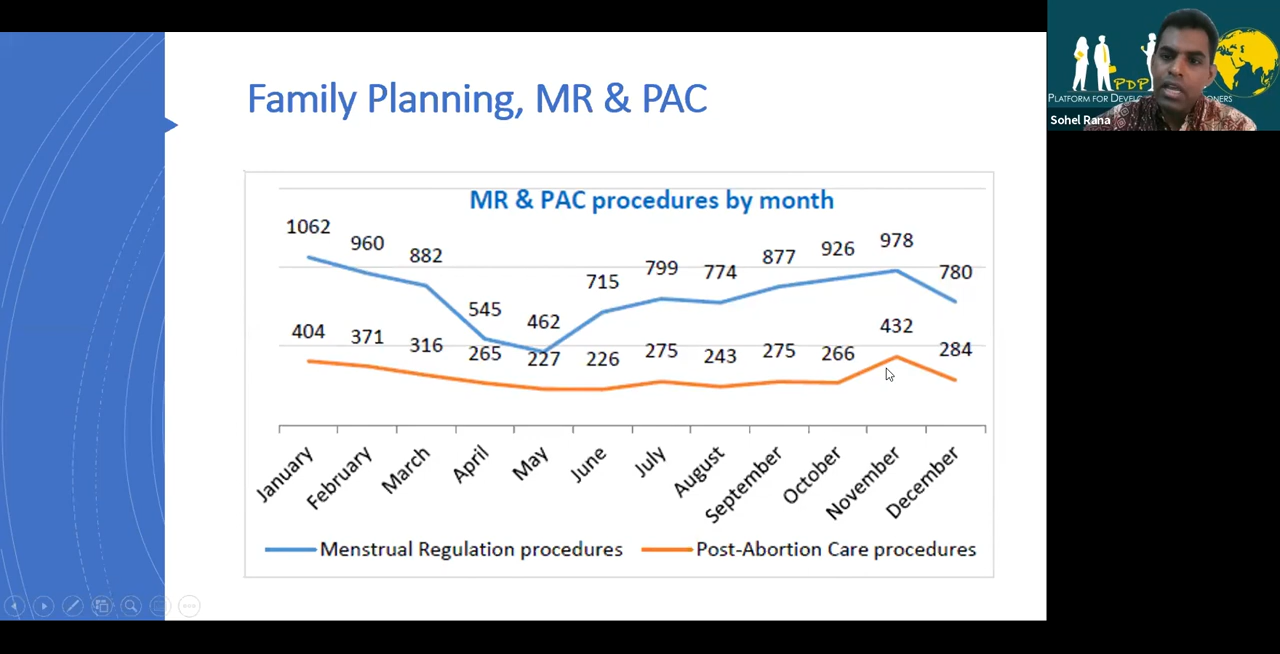 Family Planning, MR & PAC
MR & PAC procedures by month
1062 960 882 545 462 715 799 774 877 926 978 780
404 371 316 265 227 226 275 243 275 266 432 284
January February March April May June July August September October November December
Menstrual Regulation procedures Post-Abortion Care procedures
PDP
PLATFORM FOR
Sohel Rana